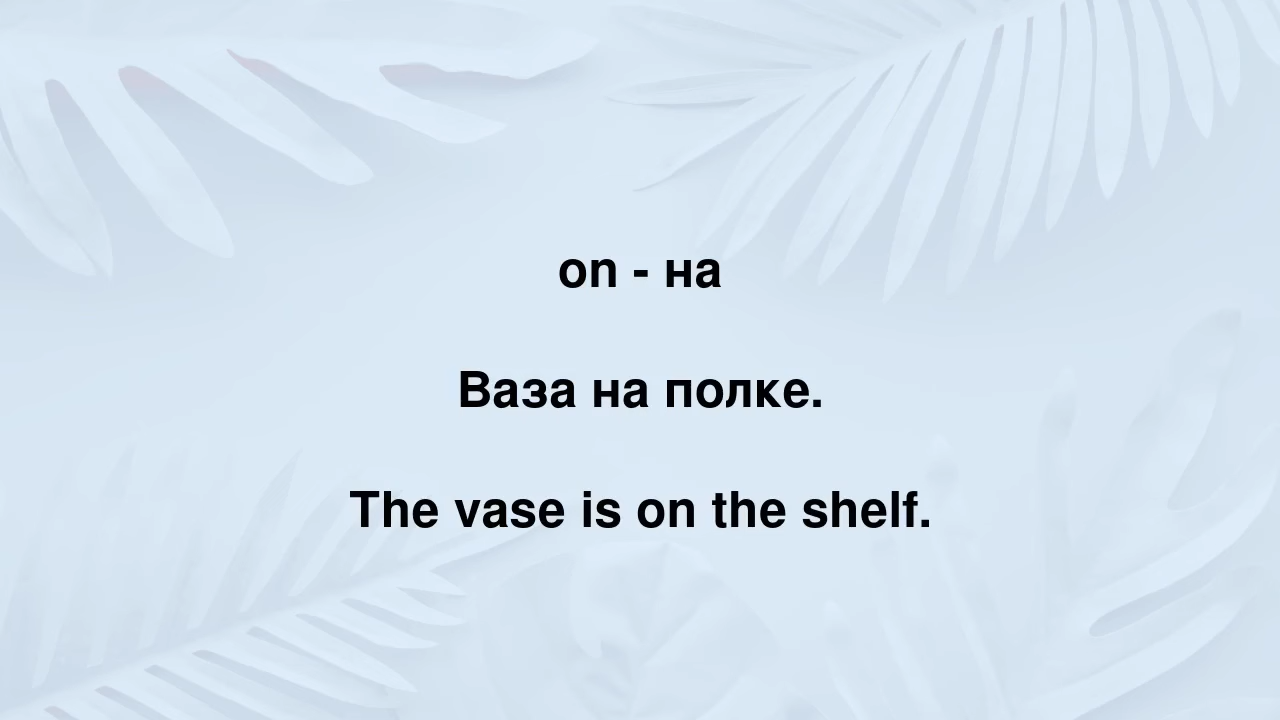 on - на
Ваза на полке.
The vase is on the shelf.